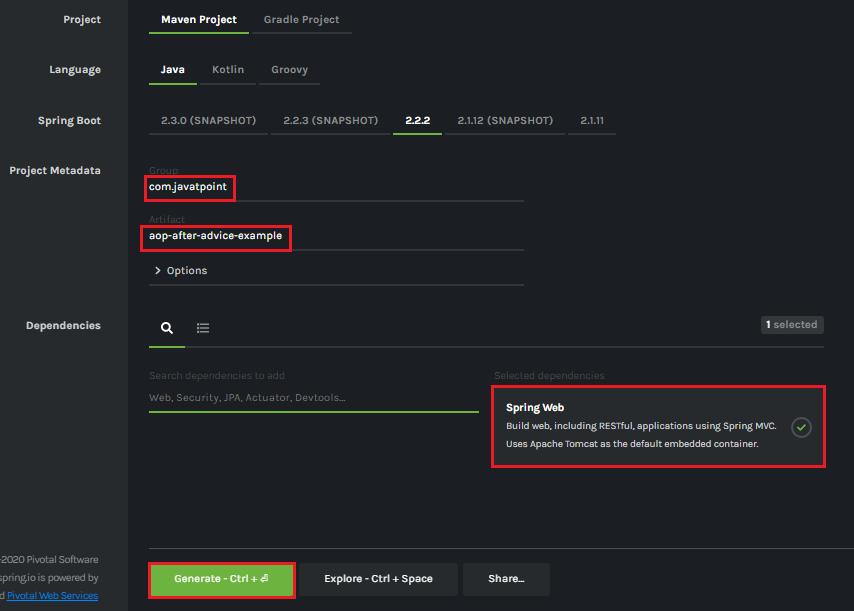 Project
Maven Project Gradle Project
Language
Java Kotlin Groovy
Spring Boot
2.3.0 (SNAPSHOT) 2.2.3 (SNAPSHOT) 2.2.2 2.1.12 (SNAPSHOT) 2.1.11
Project Metadata
Group
com.javatpoint
Artifact
aop-after-advice-example
Options
Dependencies
1 selected
Search dependencies to add
Web, Security, JPA, Actuator, Devtools...
Selected dependencies
Spring Web
Build web, including RESTful, applications using Spring MVC.
Uses Apache Tomcat as the default embedded container.
-2020 Pivotal Software
spring.io is powered by
d Pivotal Web Services
Generate - Ctrl + ⏎ Explore - Ctrl + Space Share...